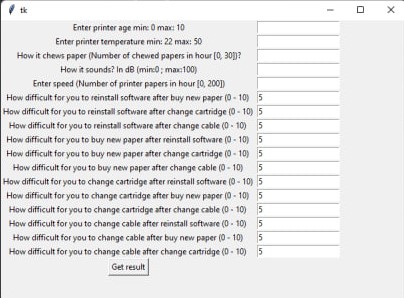 tk
Enter printer age min: 0 max: 10
Enter printer temperature min: 22 max: 50
How it chews paper (Number of chewed papers in hour [0, 30])?
How it sounds? In dB (min:0 ; max:100)
Enter speed (Number of printer papers in hour [0, 200])
How difficult for you to reinstall software after buy new paper (0 - 10) 5
How difficult for you to reinstall software after change cartridge (0 - 10) 5
How difficult for you to reinstall software after change cable (0 - 10) 5
How difficult for you to buy new paper after reinstall software (0 - 10) 5
How difficult for you to buy new paper after change cartridge (0 - 10) 5
How difficult for you to buy new paper after change cable (0 - 10) 5
How difficult for you to change cartridge after reinstall software (0 - 10) 5
How difficult for you to change cartridge after buy new paper (0 - 10) 5
How difficult for you to change cartridge after change cable (0 - 10) 5
How difficult for you to change cable after reinstall software (0 - 10) 5
How difficult for you to change cable after buy new paper (0 - 10) 5
How difficult for you to change cable after change cartridge (0 - 10) 5
Get result